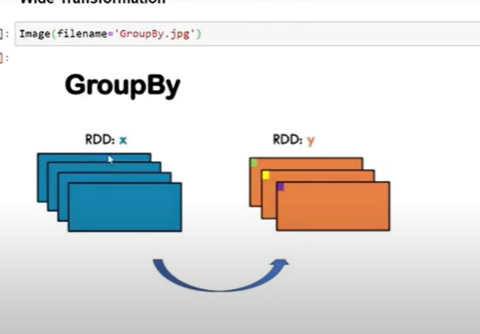 Wide Transformation
]: Image(filename='GroupBy.jpg')
]:
GroupBy
RDD: x
RDD: y